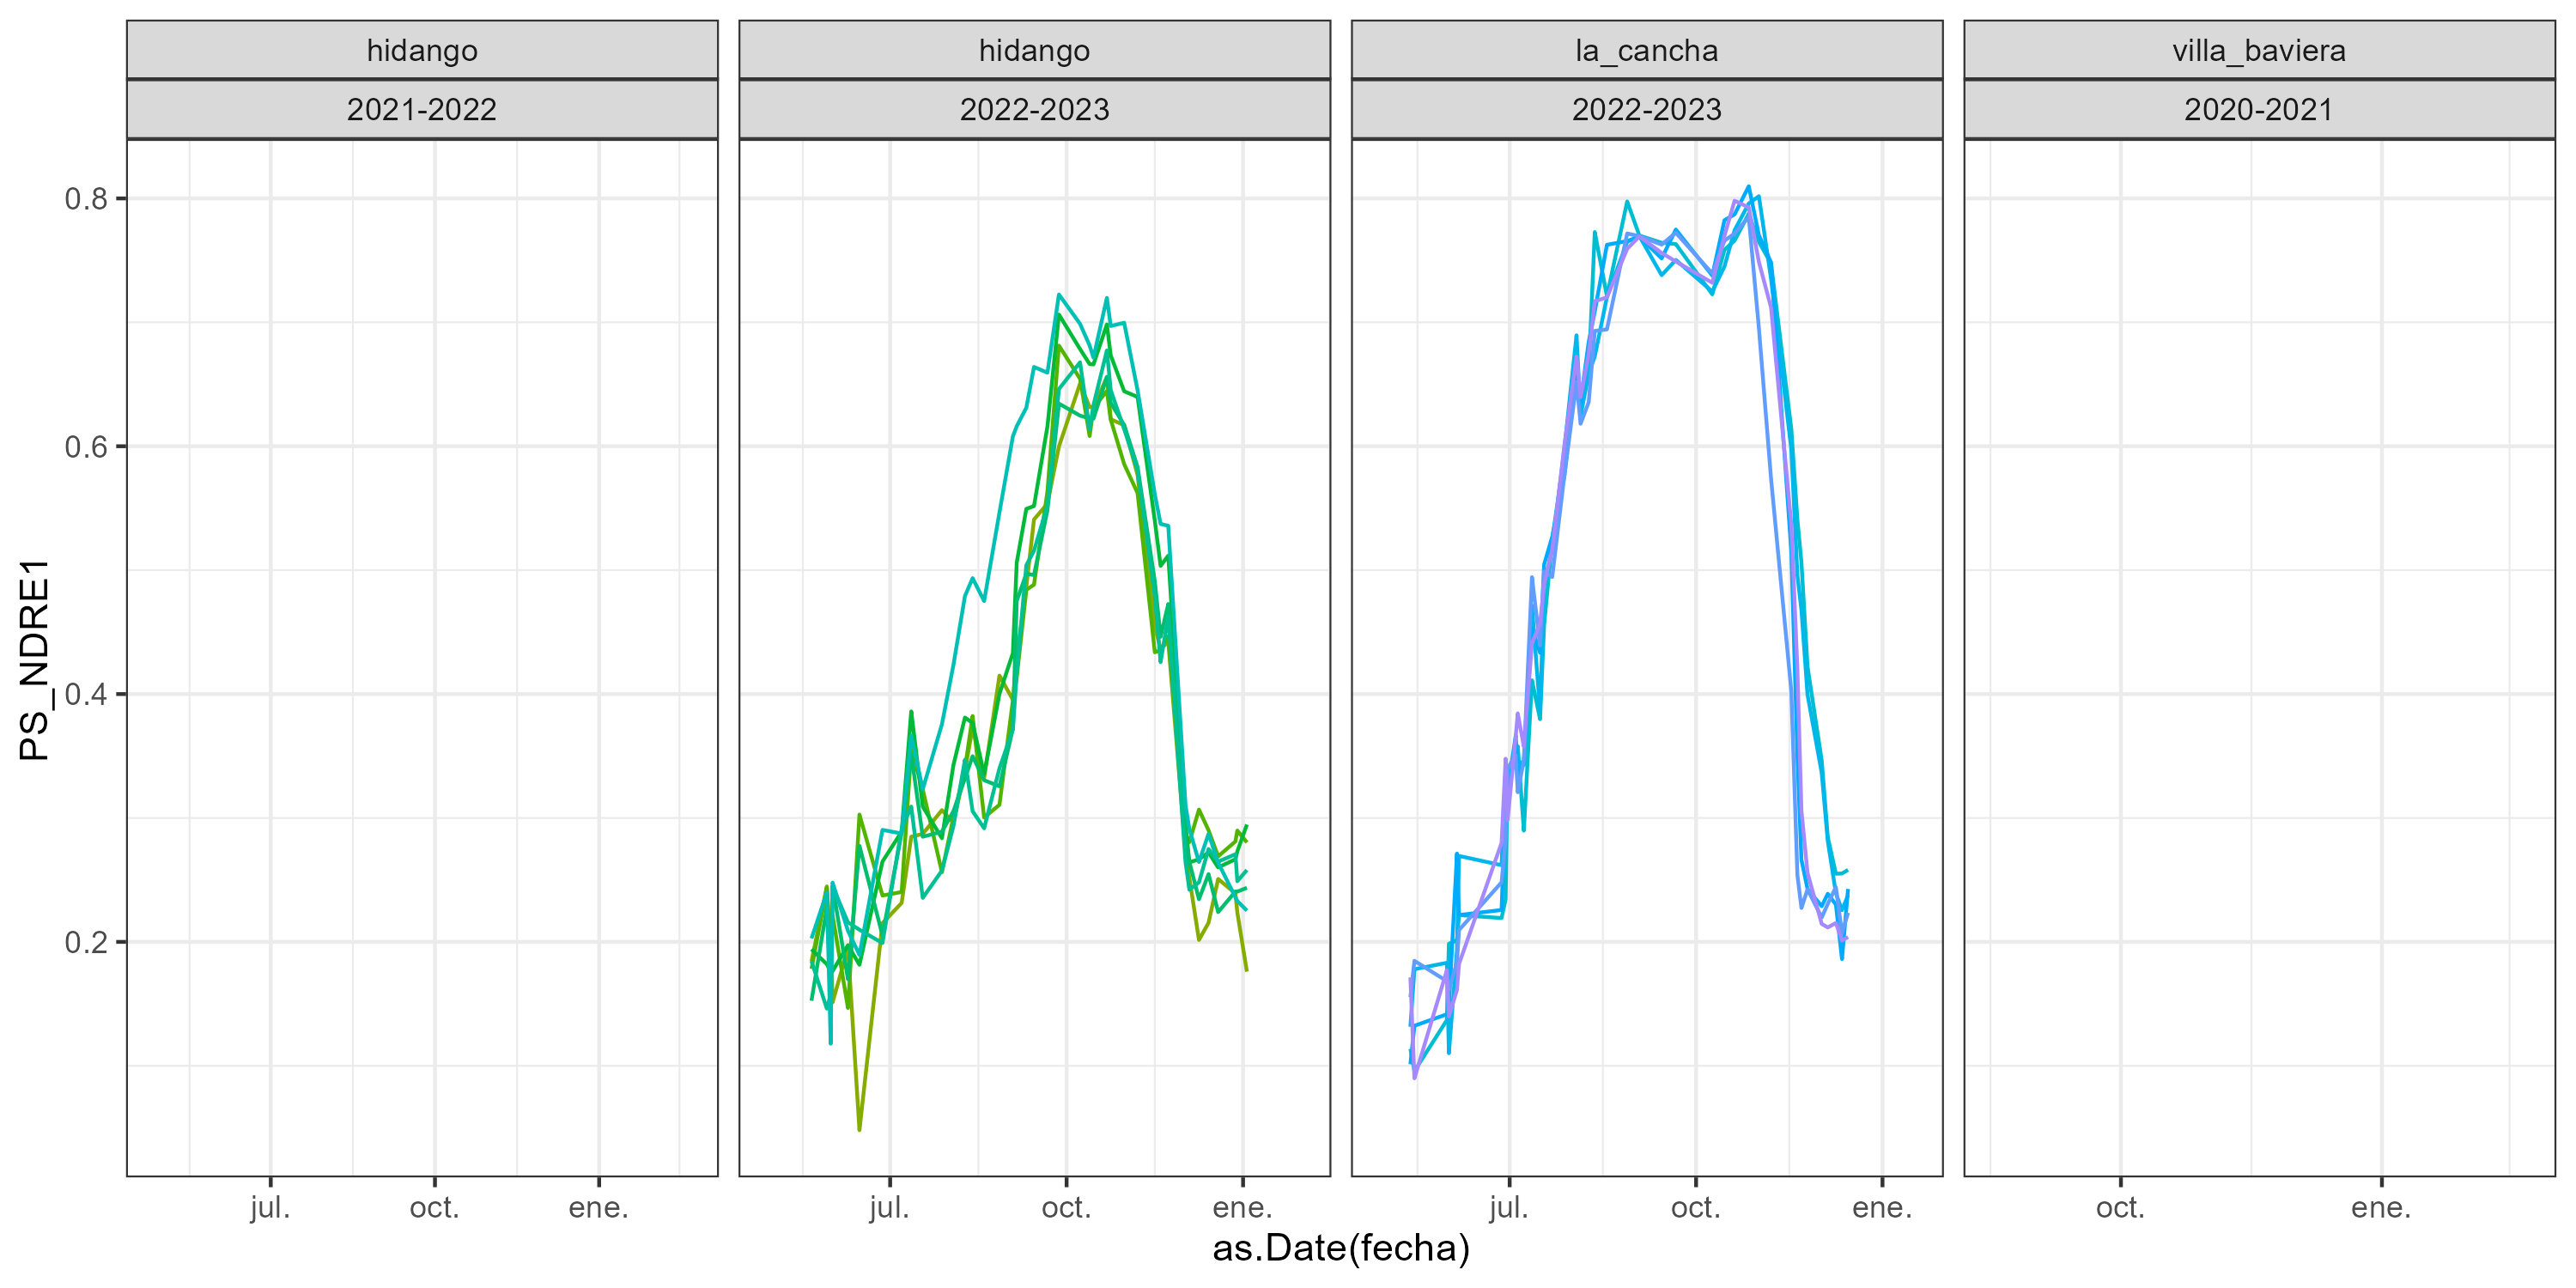 hidango hidango la_cancha villa_baviera
2021-2022 2022-2023 2022-2023 2020-2021
0.8
0.6
0.4
0.2
PS_NDRE1
jul. oct. ene. jul. oct. ene. jul. oct. ene. oct. ene.
as.Date(fecha)